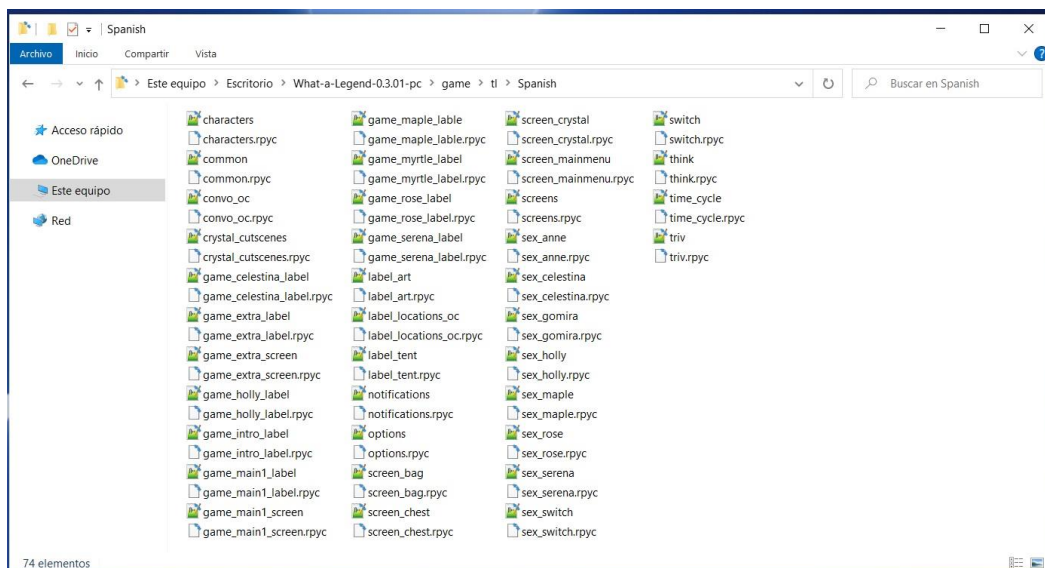 Spanish
Archivo Inicio Compartir Vista
Este equipo > Escritorio > What-a-Legend-0.3.01-pc > game > tl > Spanish
Buscar en Spanish
Acceso rápido
OneDrive
Este equipo
Red
characters
characters.rpyc
common
common.rpyc
convo_oc
convo_oc.rpyc
crystal_cutscenes
crystal_cutscenes.rpyc
game_celestina_label
game_celestina_label.rpyc
game_extra_label
game_extra_label.rpyc
game_extra_screen
game_extra_screen.rpyc
game_holly_label
game_holly_label.rpyc
game_intro_label
game_intro_label.rpyc
game_main1_label
game_main1_label.rpyc
game_main1_screen
game_main1_screen.rpyc
game_maple_lable
game_maple_lable.rpyc
game_myrtle_label
game_myrtle_label.rpyc
game_rose_label
game_rose_label.rpyc
game_serena_label
game_serena_label.rpyc
label_art
label_art.rpyc
label_locations_oc
label_locations_oc.rpyc
label_tent
label_tent.rpyc
notifications
notifications.rpyc
options
options.rpyc
screen_bag
screen_bag.rpyc
screen_chest
screen_chest.rpyc
screen_crystal
screen_crystal.rpyc
screen_mainmenu
screen_mainmenu.rpyc
screens
screens.rpyc
sex_anne
sex_anne.rpyc
sex_celestina
sex_celestina.rpyc
sex_gomira
sex_gomira.rpyc
sex_holly
sex_holly.rpyc
sex_maple
sex_maple.rpyc
sex_rose
sex_rose.rpyc
sex_serena
sex_serena.rpyc
sex_switch
sex_switch.rpyc
switch
switch.rpyc
think
think.rpyc
time_cycle
time_cycle.rpyc
triv
triv.rpyc
74 elementos